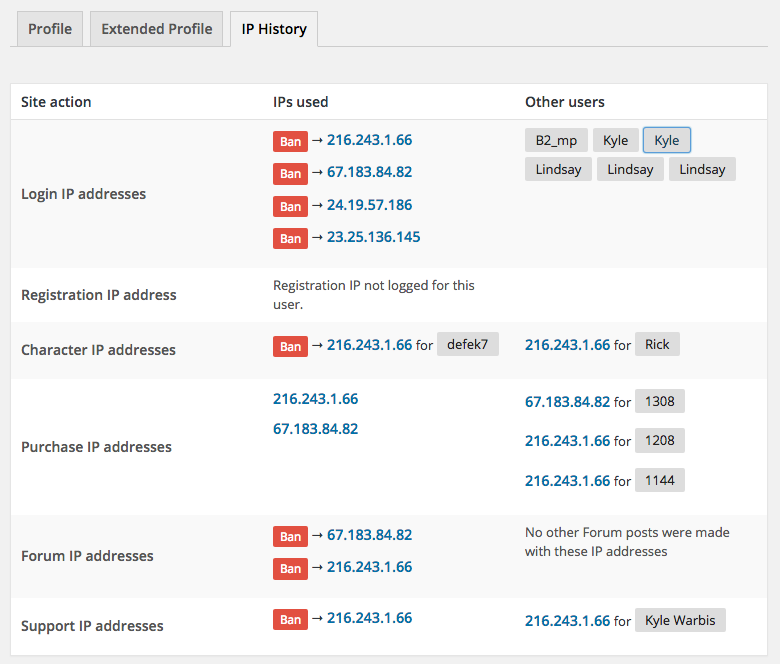 Profile Extended Profile IP History
Site action IPs used Other users
Login IP addresses
Ban → 216.243.1.66
Ban → 67.183.84.82
Ban → 24.19.57.186
Ban → 23.25.136.145
B2_mp Kyle Kyle
Lindsay Lindsay Lindsay
Registration IP address
Registration IP not logged for this
user.
Character IP addresses
Ban → 216.243.1.66 for defek7
216.243.1.66 for Rick
Purchase IP addresses
216.243.1.66
67.183.84.82
67.183.84.82 for 1308
216.243.1.66 for 1208
216.243.1.66 for 1144
Forum IP addresses
Ban → 67.183.84.82
Ban → 216.243.1.66
No other Forum posts were made
with these IP addresses
Support IP addresses
Ban → 216.243.1.66
216.243.1.66 for Kyle Warbis